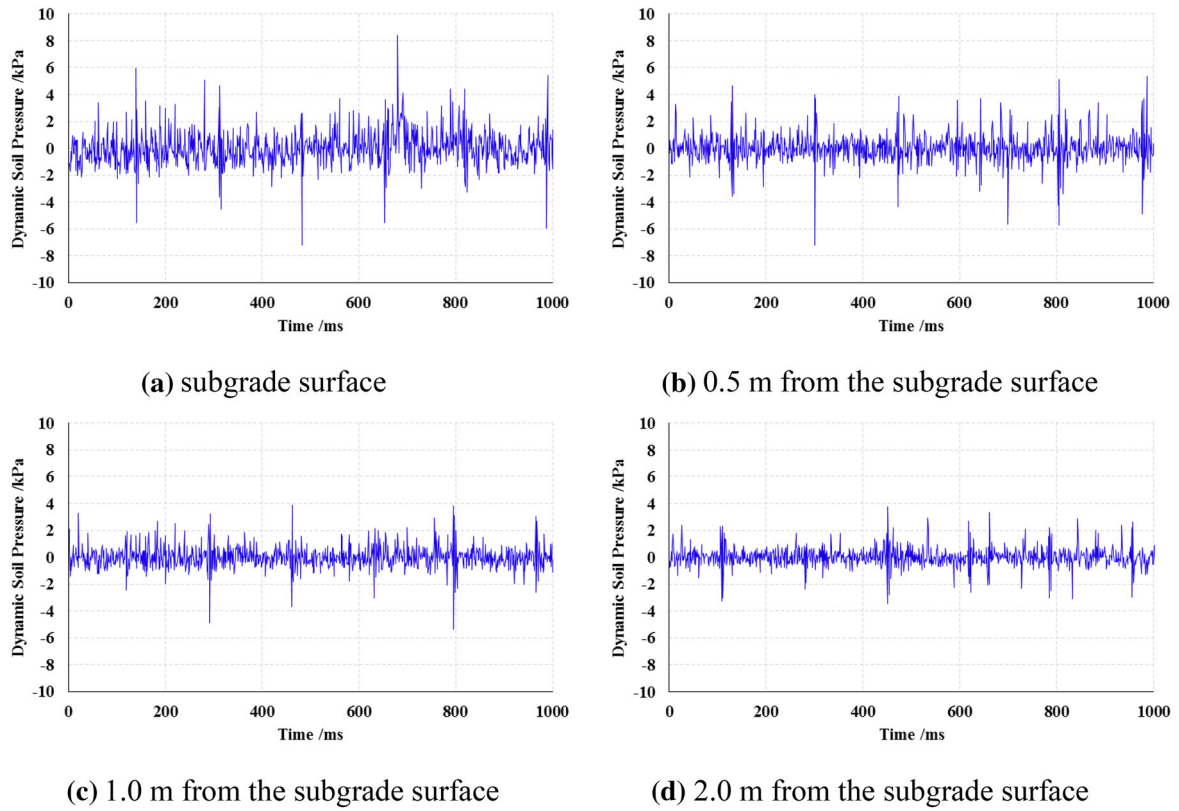 Dynamic Soil Pressure /kPa
10
8
6
4
2
0
-2
-4
-6
-8
-10
0 200 400 600 800 1000
Time /ms
(a) subgrade surface
Dynamic Soil Pressure /kPa
10
8
6
4
2
0
-2
-4
-6
-8
-10
0 200 400 600 800 1000
Time /ms
(b) 0.5 m from the subgrade surface
Dynamic Soil Pressure /kPa
10
8
6
4
2
0
-2
-4
-6
-8
-10
0 200 400 600 800 1000
Time /ms
(c) 1.0 m from the subgrade surface
Dynamic Soil Pressure /kPa
10
8
6
4
2
0
-2
-4
-6
-8
-10
0 200 400 600 800 1000
Time /ms
(d) 2.0 m from the subgrade surface